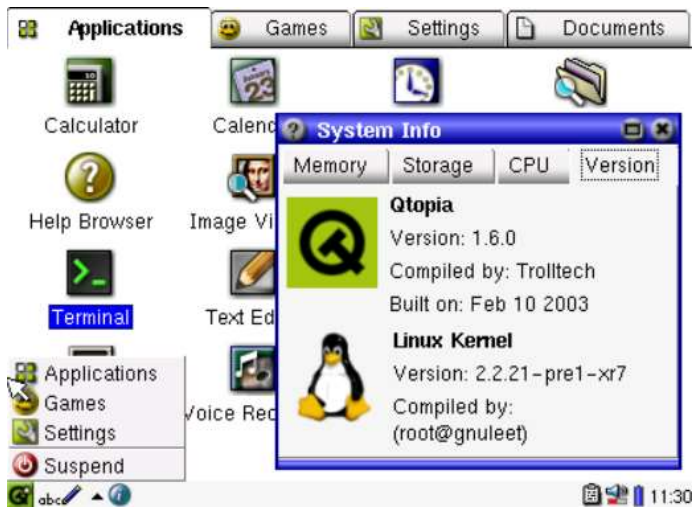 Applications Games Settings Documents
Calculator Calend
System Info
Memory Storage CPU Version
Help Browser Image Vi
Qtopia
Version: 1.6.0
Compiled by: Trolltech
Built on: Feb 10 2003
Terminal Text Ed
Linux Kernel
Version: 2.2.21-pre1-xr7
Compiled by:
(root@gnuleet)
Applications
Games
Settings
Suspend
Voice Rec
abc 11:30